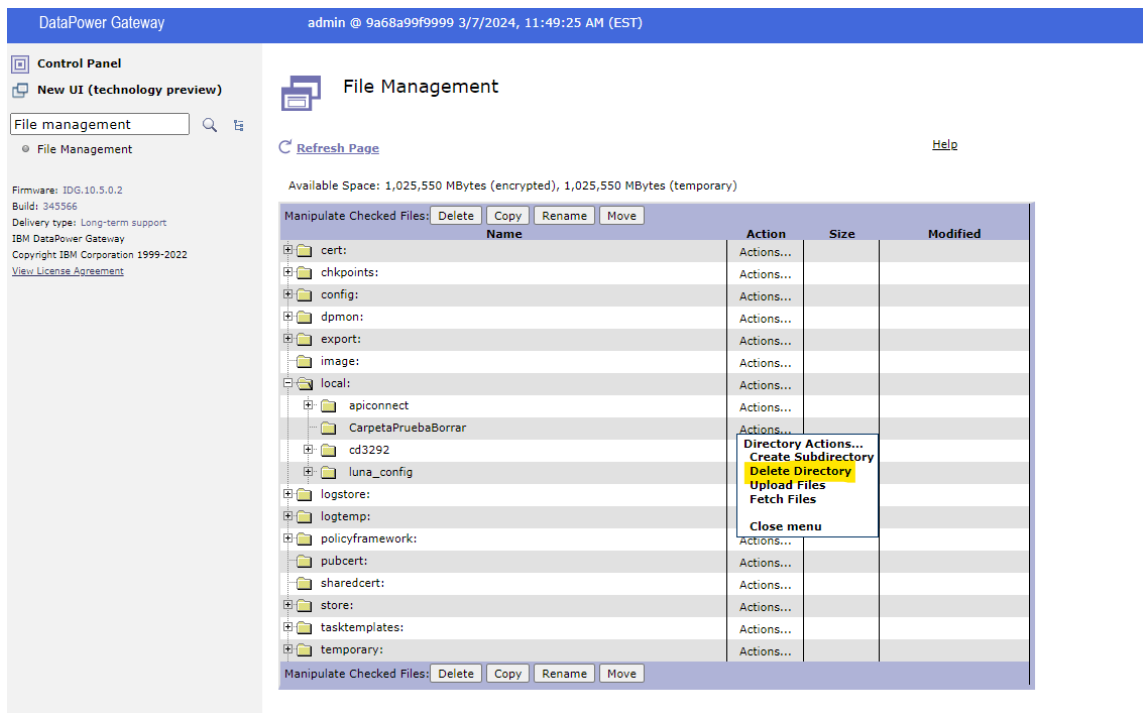 DataPower Gateway admin @ 9a68a99f9999 3/7/2024, 11:49:25 AM (EST)
Control Panel
New UI (technology preview)
File management
File Management
Firmware: IDG.10.5.0.2
Build: 345566
Delivery type: Long-term support
IBM DataPower Gateway
Copyright IBM Corporation 1999-2022
View License Agreement
File Management
Refresh Page
Help
Available Space: 1,025,550 MBytes (encrypted), 1,025,550 MBytes (temporary)
Manipulate Checked Files: Delete Copy Rename Move
Name Action Size Modified
cert: Actions...
chkpoints: Actions...
config: Actions...
dpmon: Actions...
export: Actions...
image: Actions...
local: Actions...
apiconnect Actions...
CarpetaPruebaBorrar Actions...
cd3292
luna_config
logstore:
logtemp:
policyframework: Actions...
pubcert: Actions...
sharedcert: Actions...
store: Actions...
tasktemplates: Actions...
temporary: Actions...
Directory Actions...
Create Subdirectory
Delete Directory
Upload Files
Fetch Files
Close menu
Manipulate Checked Files: Delete Copy Rename Move